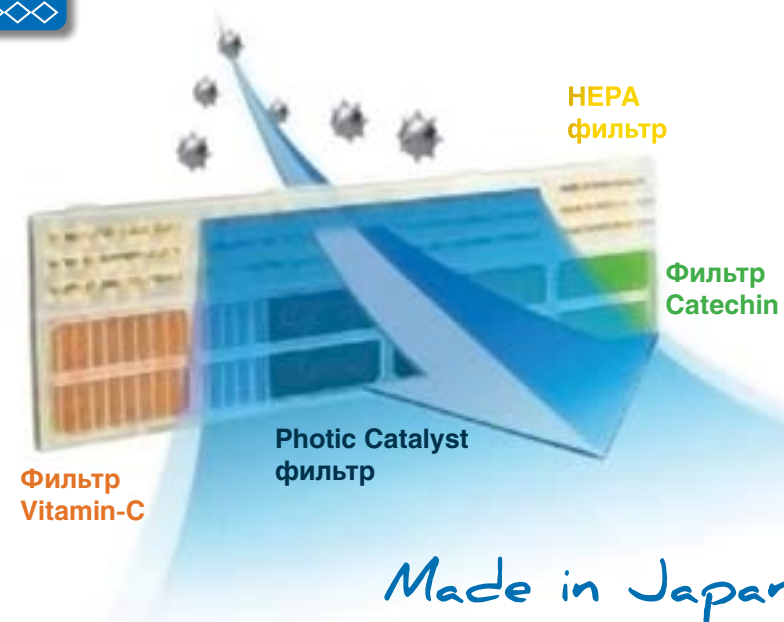 HEPA
фильтр
Фильтр
Catechin
Photic Catalyst
фильтр
Фильтр
Vitamin-C
Made in Japan